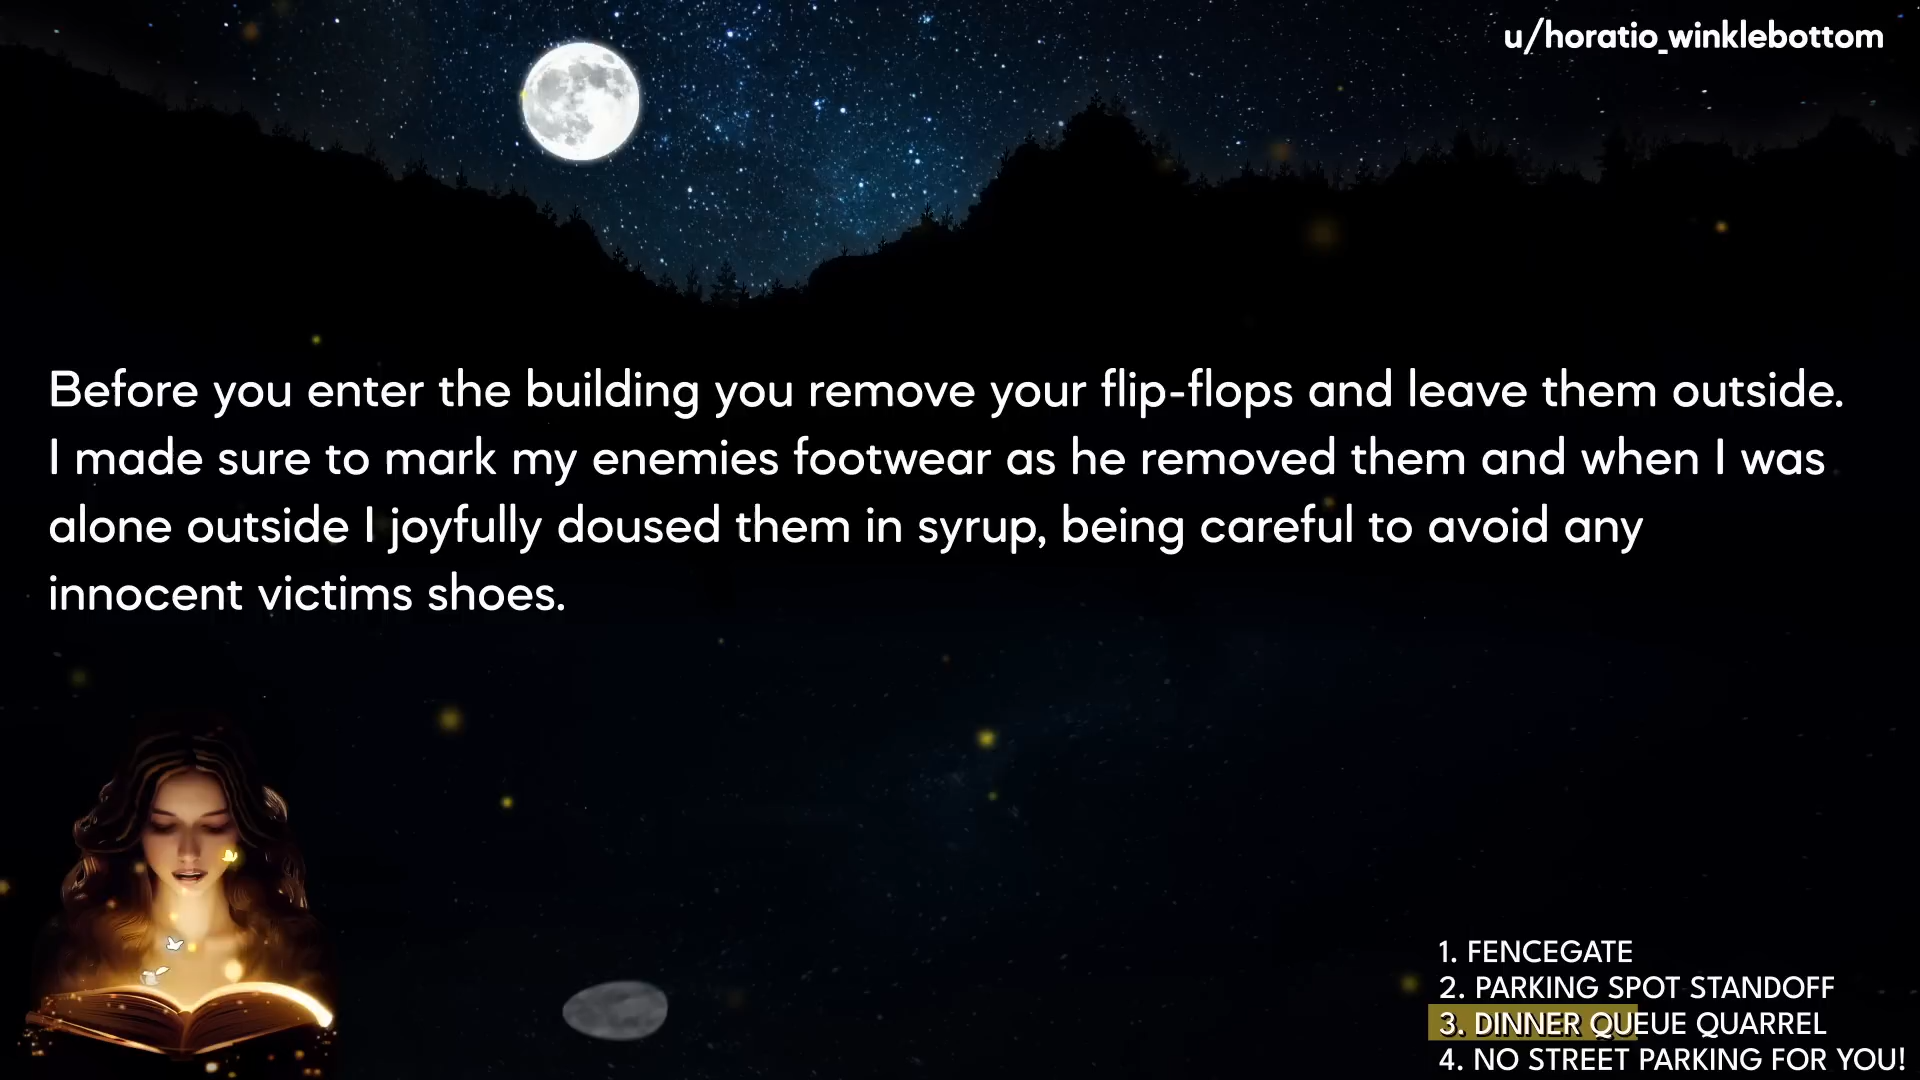 u/horatio_winklebottom
Before you enter the building you remove your flip-flops and leave them outside.
I made sure to mark my enemies footwear as he removed them and when I was
alone outside I joyfully doused them in syrup, being careful to avoid any
innocent victims shoes.
1. FENCEGATE
2. PARKING SPOT STANDOFF
3. DINNER QUEUE QUARREL
4. NO STREET PARKING FOR YOU!